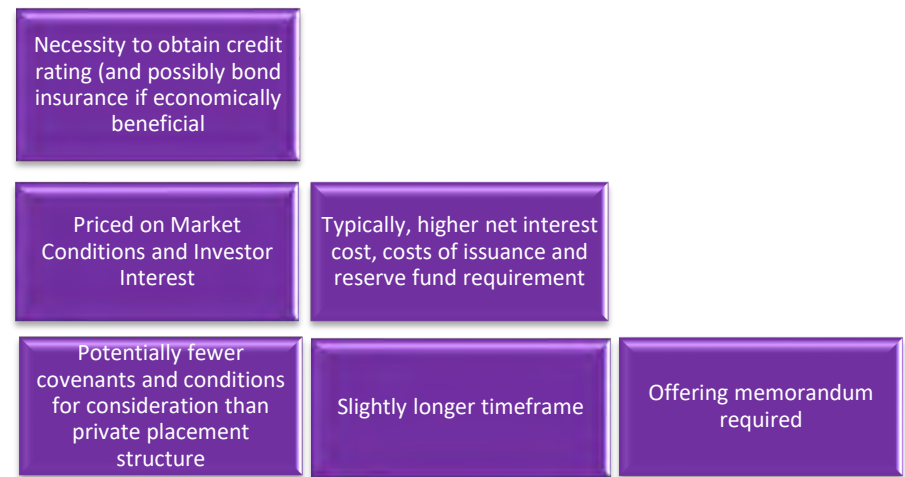 Necessity to obtain credit
rating (and possibly bond
insurance if economically
beneficial
Priced on Market
Conditions and Investor
Interest
Typically, higher net interest
cost, costs of issuance and
reserve fund requirement
Potentially fewer
covenants and conditions
for consideration than
private placement
structure
Slightly longer timeframe
Offering memorandum
required